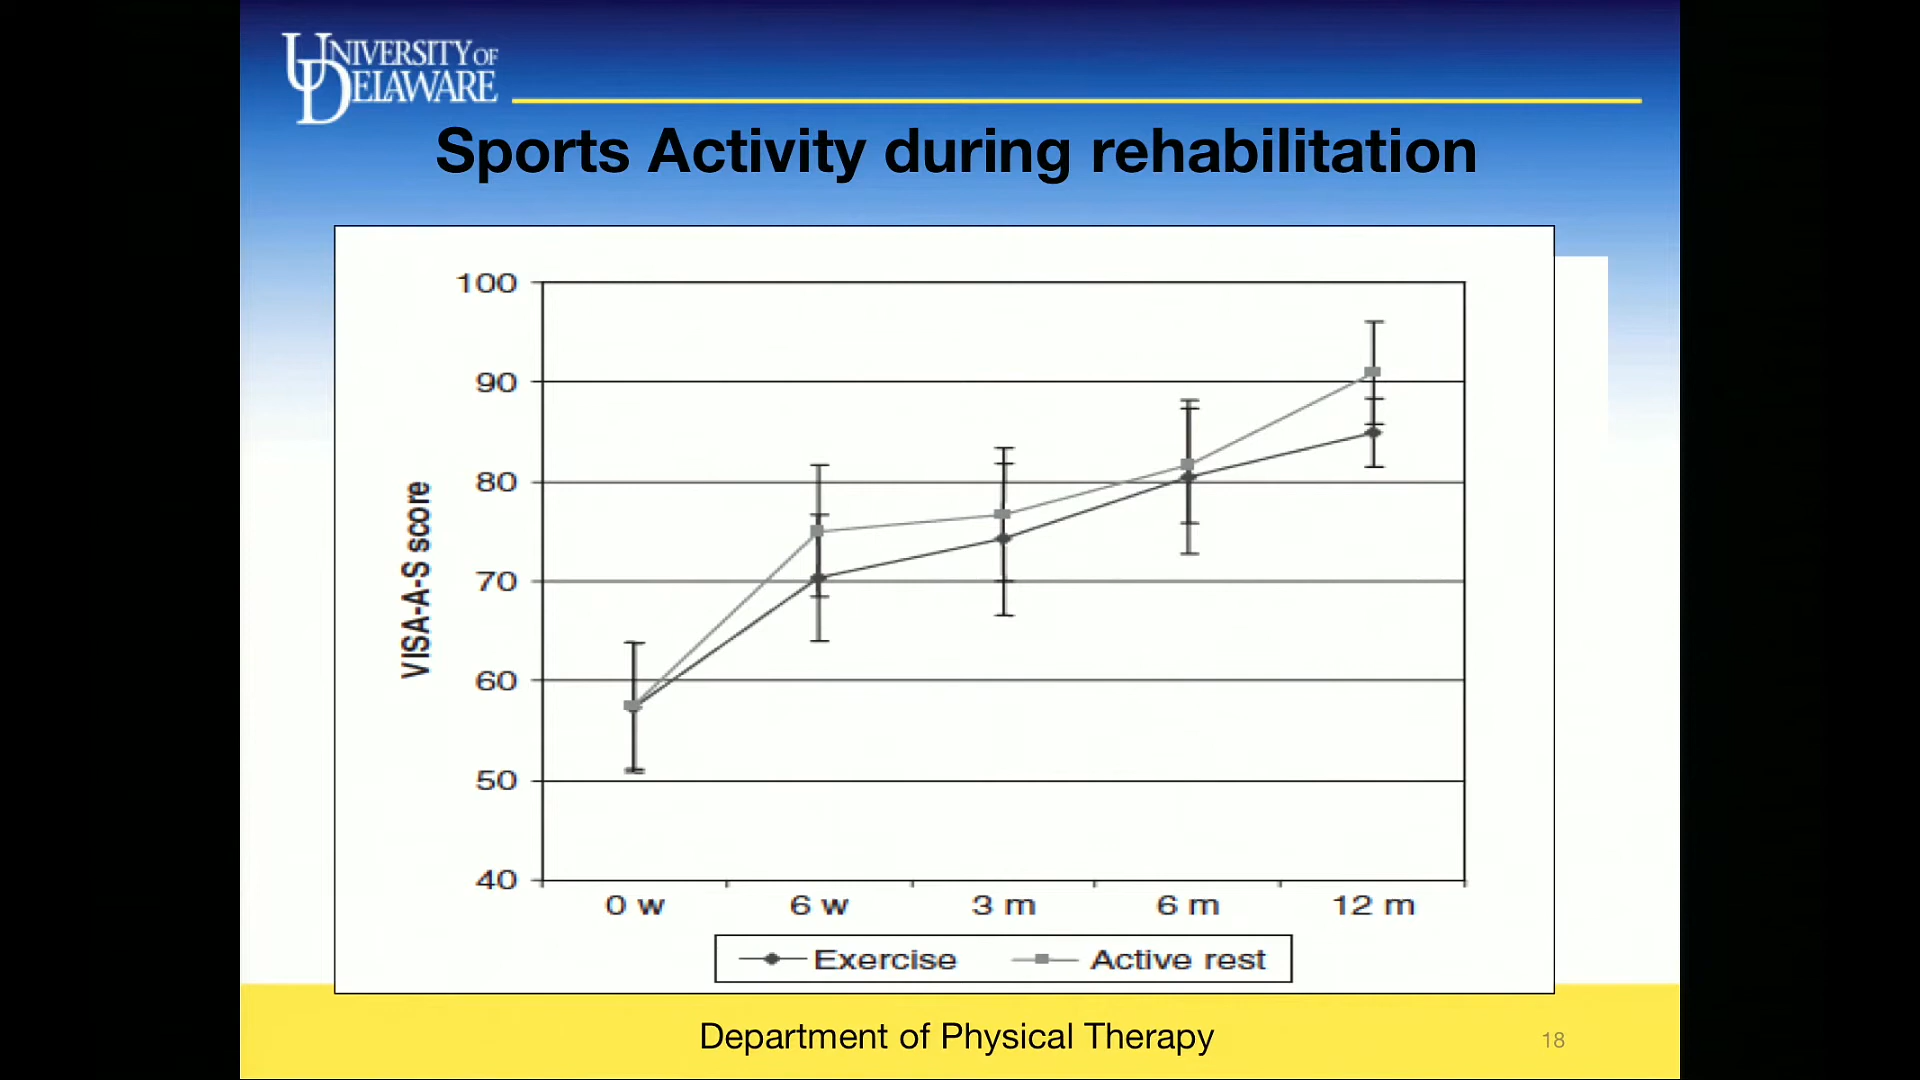 UNIVERSITY OF
DELAWARE
Sports Activity during rehabilitation
100
90
80
70
60
50
40
VISA-A-S score
0 w 6 w 3 m 6 m 12 m
Exercise Active rest
Department of Physical Therapy
18